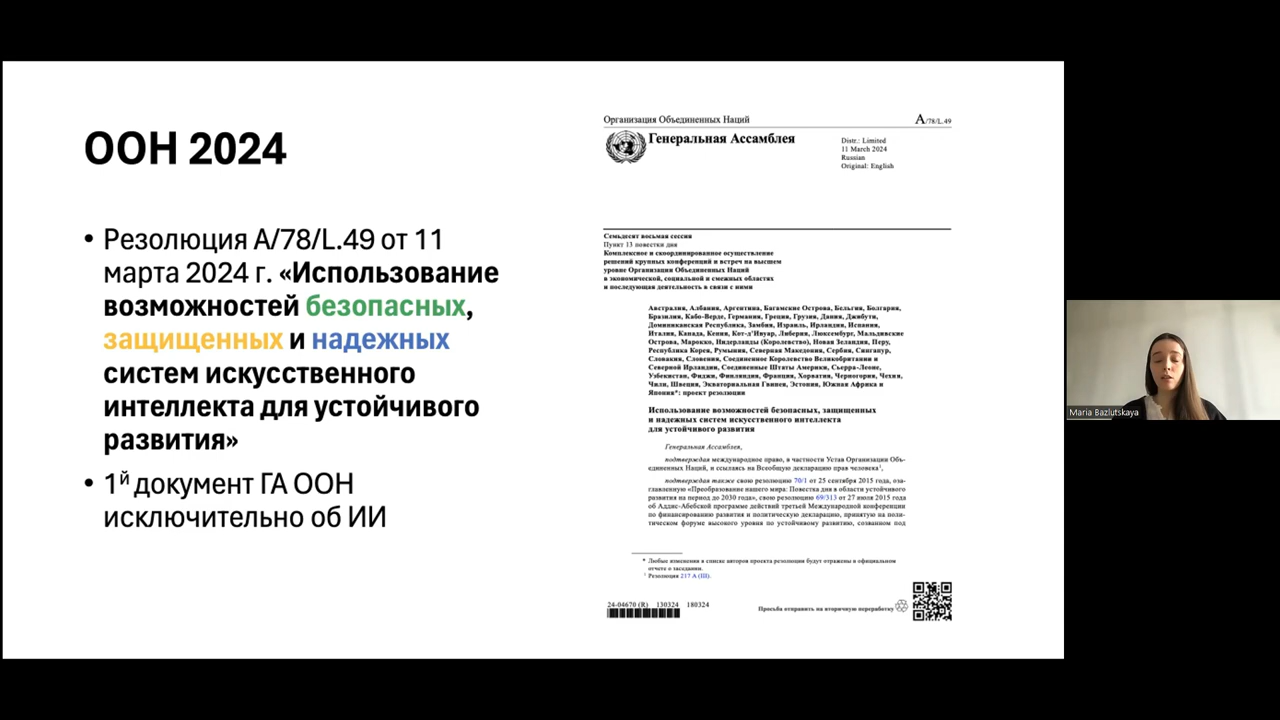 ООН 2024
• Резолюция A/78/L.49 от 11
марта 2024 г. «Использование
возможностей безопасных,
защищенных и надежных
систем искусственного
интеллекта для устойчивого
развития»
• 1й документ ГА ООН
исключительно об ИИ
Организация Объединенных Наций A/78/L.49
Генеральная Ассамблея
Distr.: Limited
11 March 2024
Russian
Original: English
Семьдесят восьмая сессия
Пункт 13 повестки дня
Комплексное и скоординированное осуществление
решений крупных конференций и встреч на высшем
уровне Организации Объединенных Наций
в экономической, социальной и смежных областях
и последующая деятельность в связи с ними
Австралия, Албания, Аргентина, Багамские Острова, Бельгия, Болгария,
Бразилия, Кабо-Верде, Германия, Греция, Грузия, Дания, Джибути,
Доминиканская Республика, Замбия, Израиль, Ирландия, Испания,
Италия, Канада, Кения, Кот-д'Ивуар, Либерия, Люксембург, Мальдивские
Острова, Марокко, Нидерланды (Королевство), Новая Зеландия, Перу,
Республика Корея, Румыния, Северная Македония, Сербия, Сингапур,
Словакия, Словения, Соединенное Королевство Великобритании и
Северной Ирландии, Соединенные Штаты Америки, Сьерра-Леоне,
Узбекистан, Фиджи, Финляндия, Франция, Хорватия, Черногория, Чехия,
Чили, Швеция, Экваториальная Гвинея, Эстония, Южная Африка и
Япония*: проект резолюции
Использование возможностей безопасных, защищенных
и надежных систем искусственного интеллекта
для устойчивого развития
Генеральная Ассамблея,
подтверждая международное право, в частности Устав Организации Объ-
единенных Наций, и ссылаясь на Всеобщую декларацию прав человека¹,
подтверждая также свою резолюцию 70/1 от 25 сентября 2015 года, оза-
главленную «Преобразование нашего мира: Повестка дня в области устойчивого
развития на период до 2030 года», свою резолюцию 69/313 от 27 июля 2015 года
об Аддис-Абебской программе действий третьей Международной конференции
по финансированию развития и политическую декларацию, принятую на поли-
тическом форуме высокого уровня по устойчивому развитию, созванном под
* Любые изменения в списке авторов проекта резолюции будут отражены в официальном
отчете о заседании.
¹ Резолюция 217 A (III).
24-04670 (R) 130324 180324
Просьба отправить на вторичную переработку
Maria Bazlutskaya